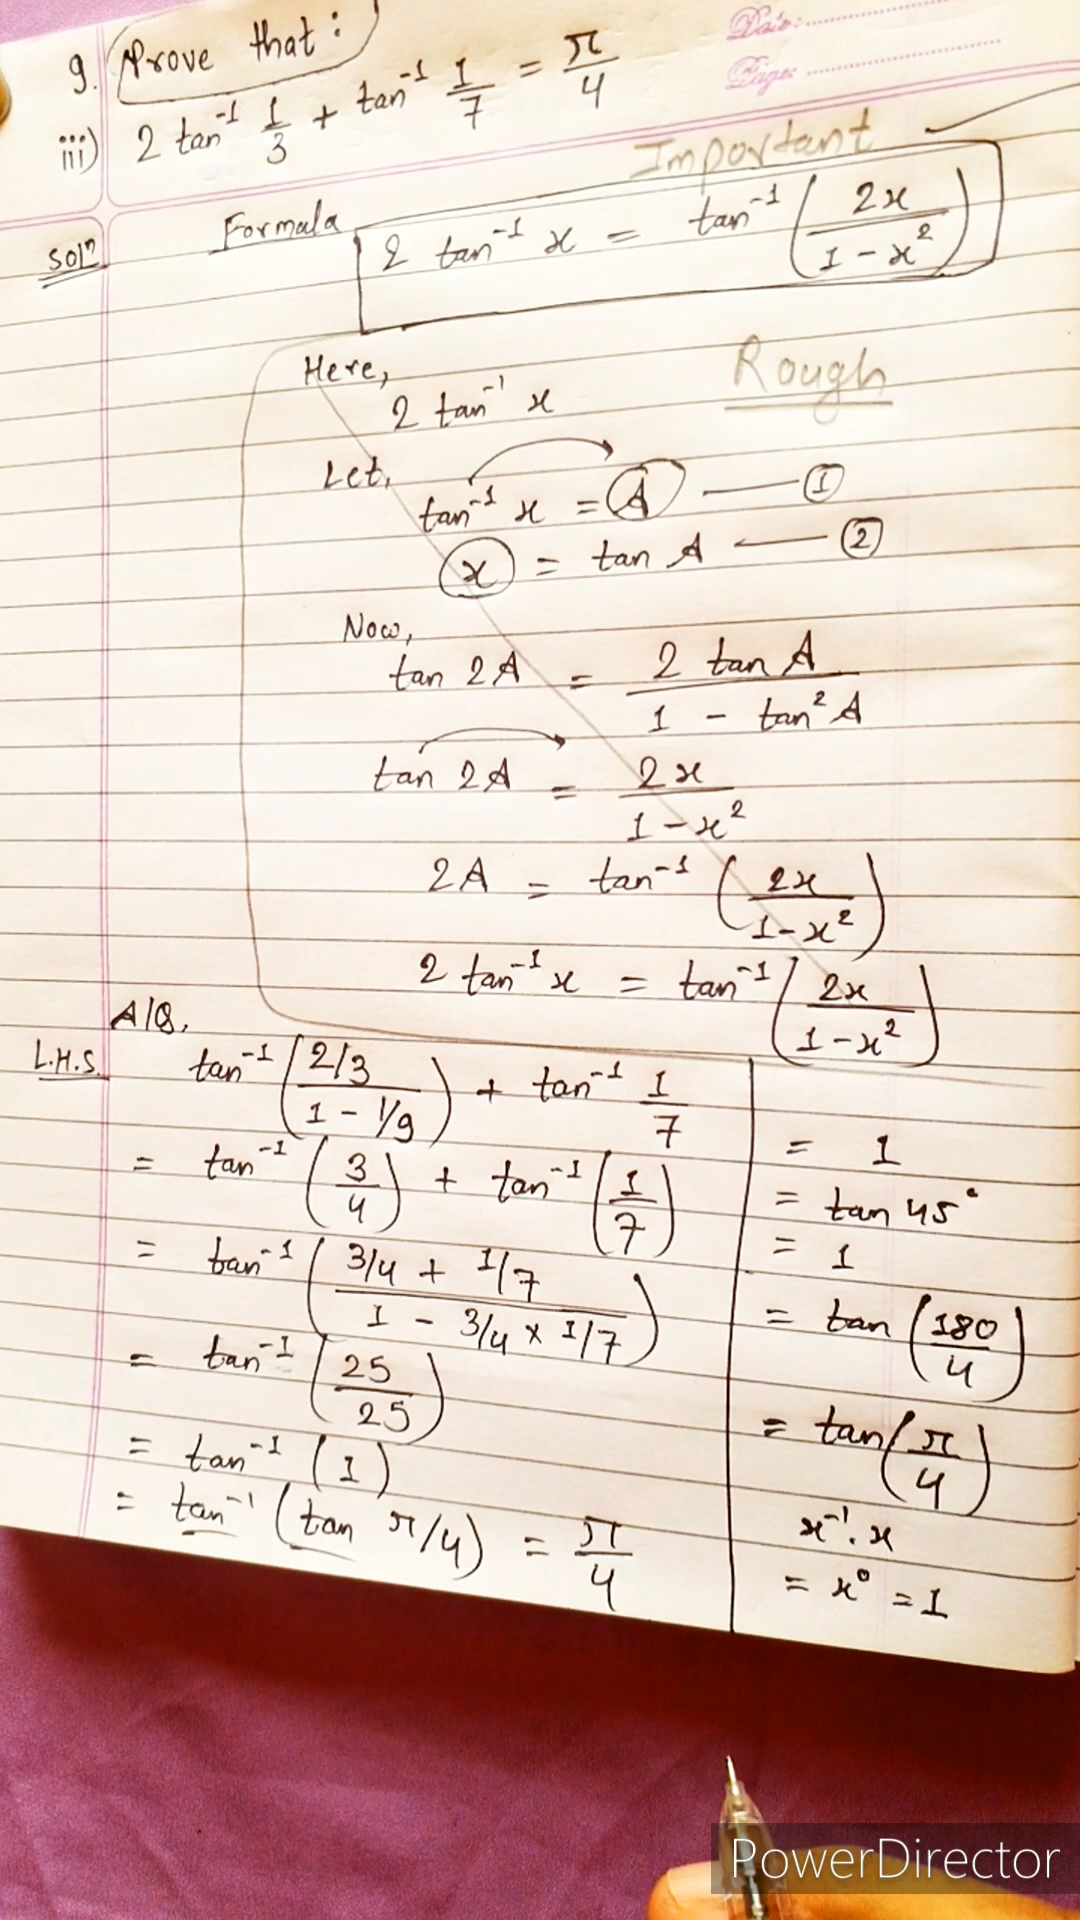 Date:
Page:
9. Prove that :
iii) 2 tan⁻¹ 1/3 + tan⁻¹ 1/7 = π/4
Important
Solⁿ Formala 2 tan⁻¹ x = tan⁻¹ (2x / 1 - x²)
Rough
Here,
2 tan⁻¹ x
Let,
tan⁻¹ x = A —— ①
x = tan A —— ②
Now,
tan 2A = 2 tan A / 1 - tan² A
tan 2A = 2x / 1 - x²
2A = tan⁻¹ (2x / 1 - x²)
2 tan⁻¹ x = tan⁻¹ (2x / 1 - x²)
A/Q,
L.H.S. tan⁻¹ (2/3 / 1 - 1/9) + tan⁻¹ 1/7
= tan⁻¹ (3/4) + tan⁻¹ (1/7)
= tan⁻¹ (3/4 + 1/7 / 1 - 3/4 × 1/7)
= tan⁻¹ (25/25)
= tan⁻¹ (1)
= tan⁻¹ (tan π/4) = π/4
= 1
= tan 45°
= 1
= tan (180/4)
= tan (π/4)
x⁻¹. x
= x⁰ = 1
PowerDirector